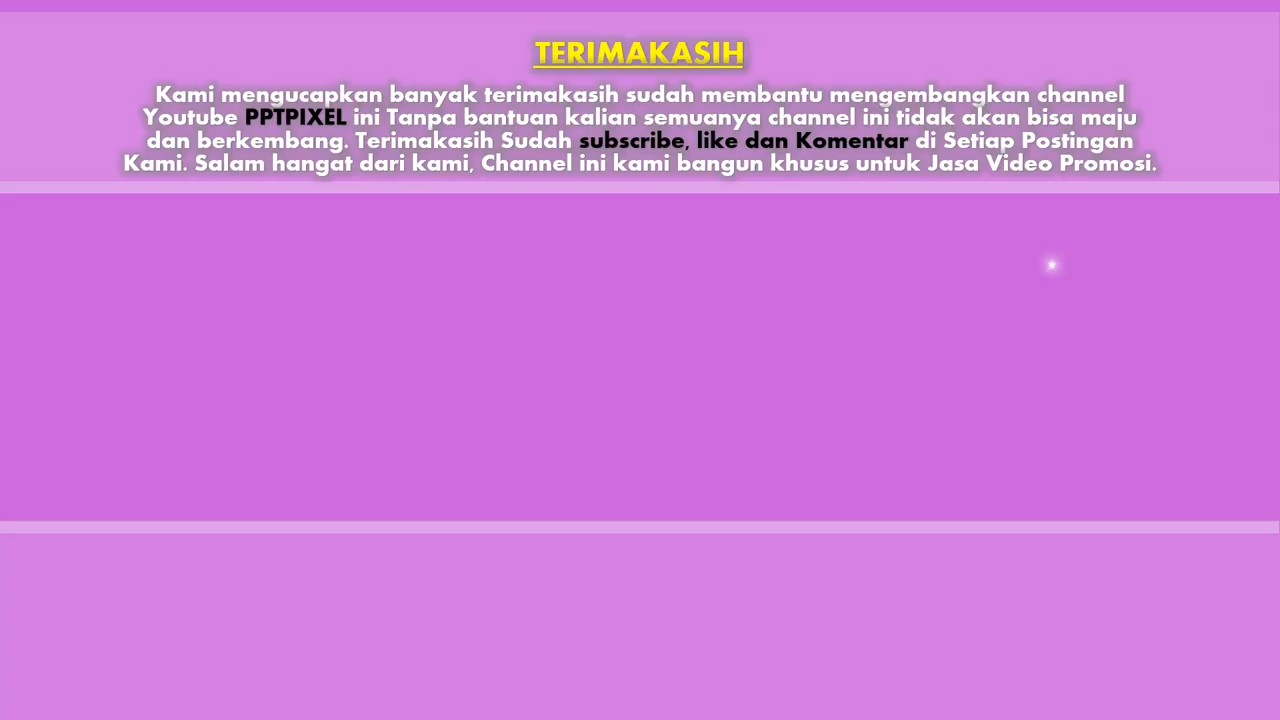 TERIMAKASIH
Kami mengucapkan banyak terimakasih sudah membantu mengembangkan channel
Youtube PPTPIXEL ini Tanpa bantuan kalian semuanya channel ini tidak akan bisa maju
dan berkembang. Terimakasih Sudah subscribe, like dan Komentar di Setiap Postingan
Kami. Salam hangat dari kami, Channel ini kami bangun khusus untuk Jasa Video Promosi.